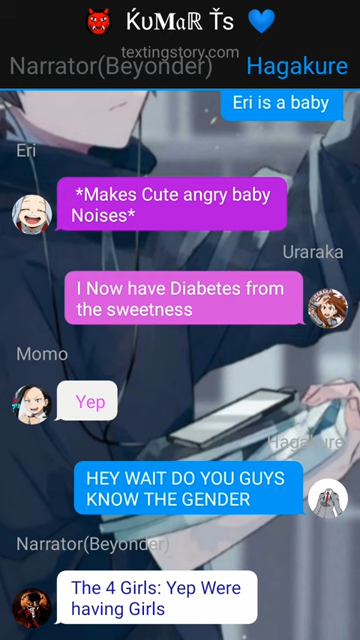 👹 ḰυMαℝ Ťs 💙
textingstory.com
Narrator(Beyonder) Hagakure
Eri is a baby
Eri
*Makes Cute angry baby
Noises*
Uraraka
I Now have Diabetes from
the sweetness
Momo
Yep
Hagakure
HEY WAIT DO YOU GUYS
KNOW THE GENDER
Narrator(Beyonder)
The 4 Girls: Yep Were
having Girls